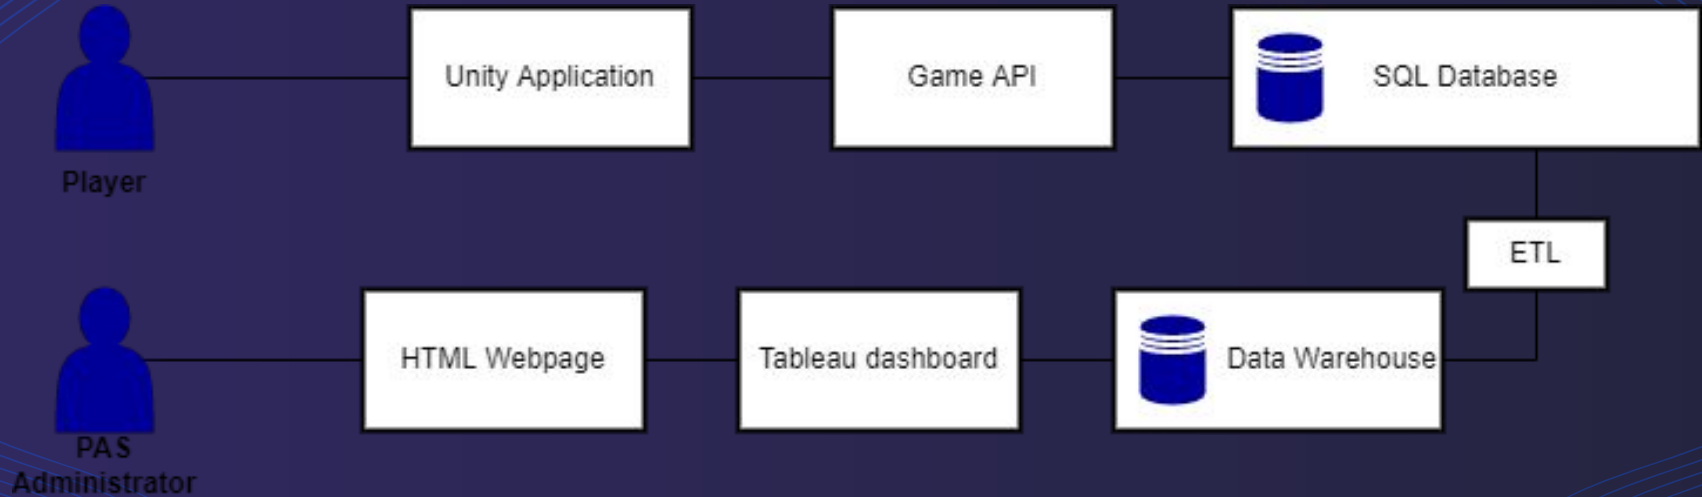 Unity Application
Game API
SQL Database
Player
ETL
HTML Webpage
Tableau dashboard
Data Warehouse
PAS
Administrator